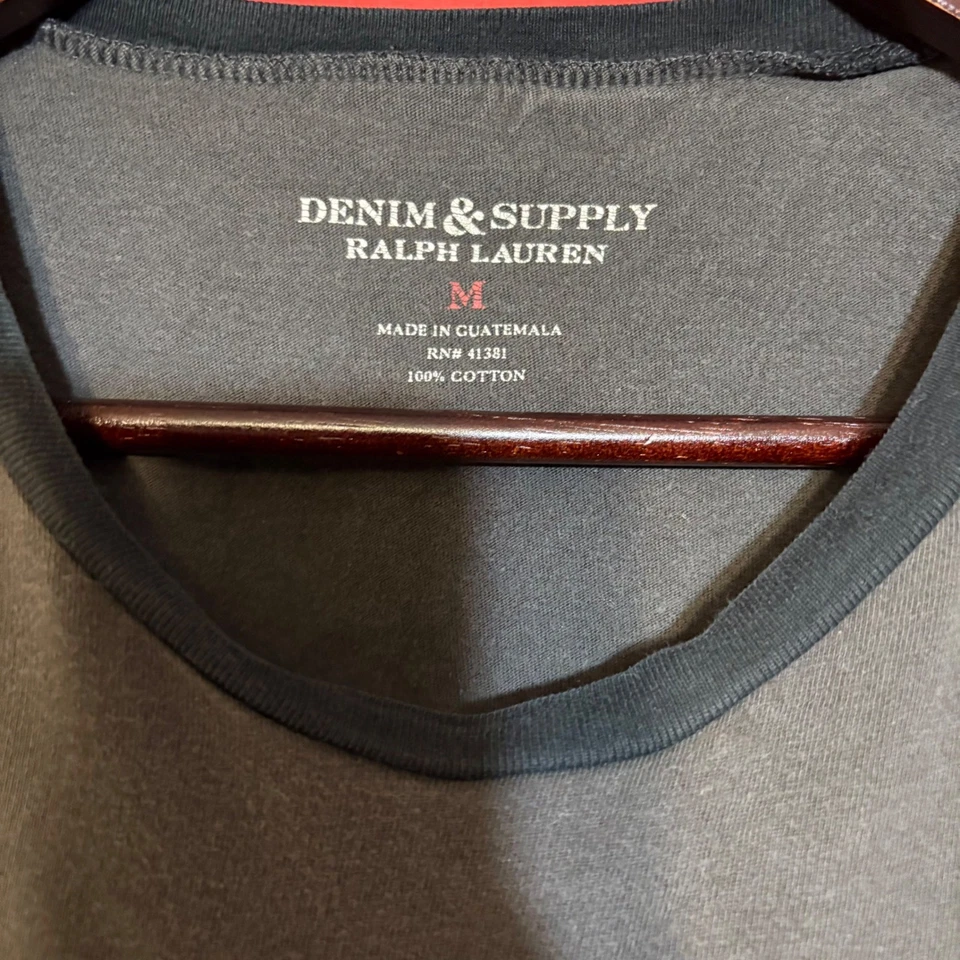 DENIM & SUPPLY
RALPH LAUREN
M
MADE IN GUATEMALA
RN# 41381
100% COTTON